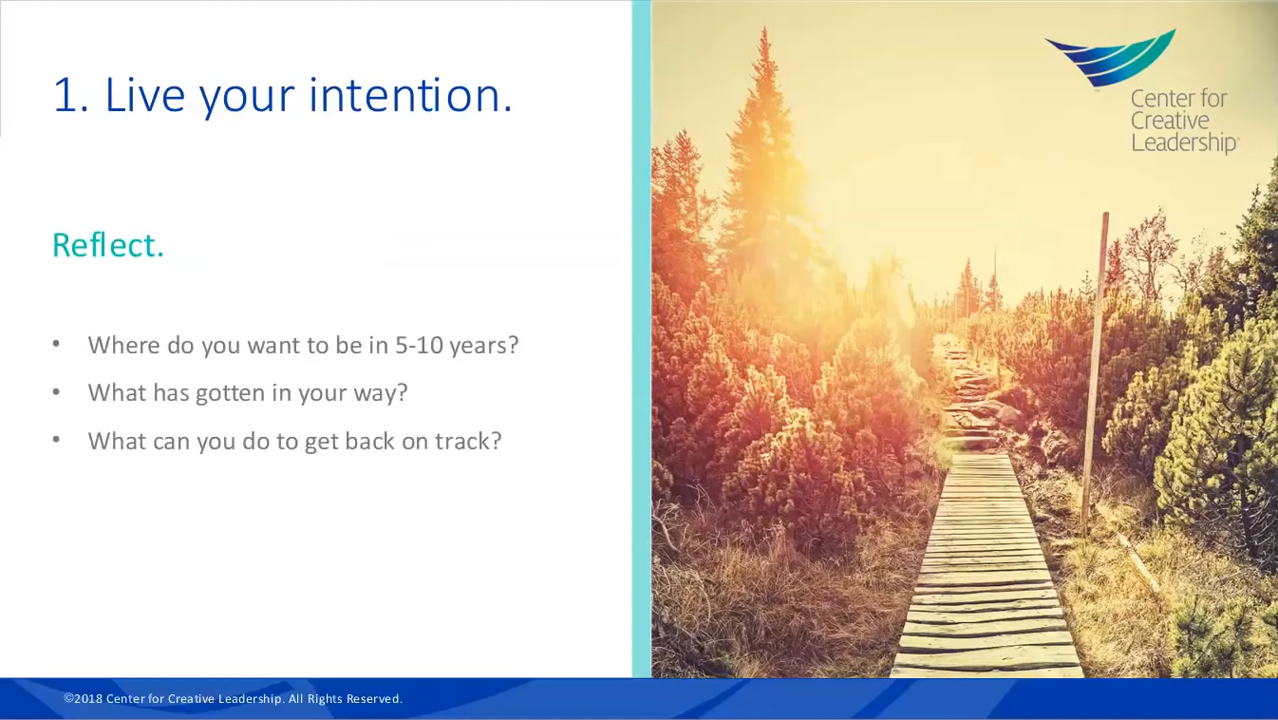 1. Live your intention.
Reflect.
• Where do you want to be in 5-10 years?
• What has gotten in your way?
• What can you do to get back on track?
Center for
Creative
Leadership®
©2018 Center for Creative Leadership. All Rights Reserved.